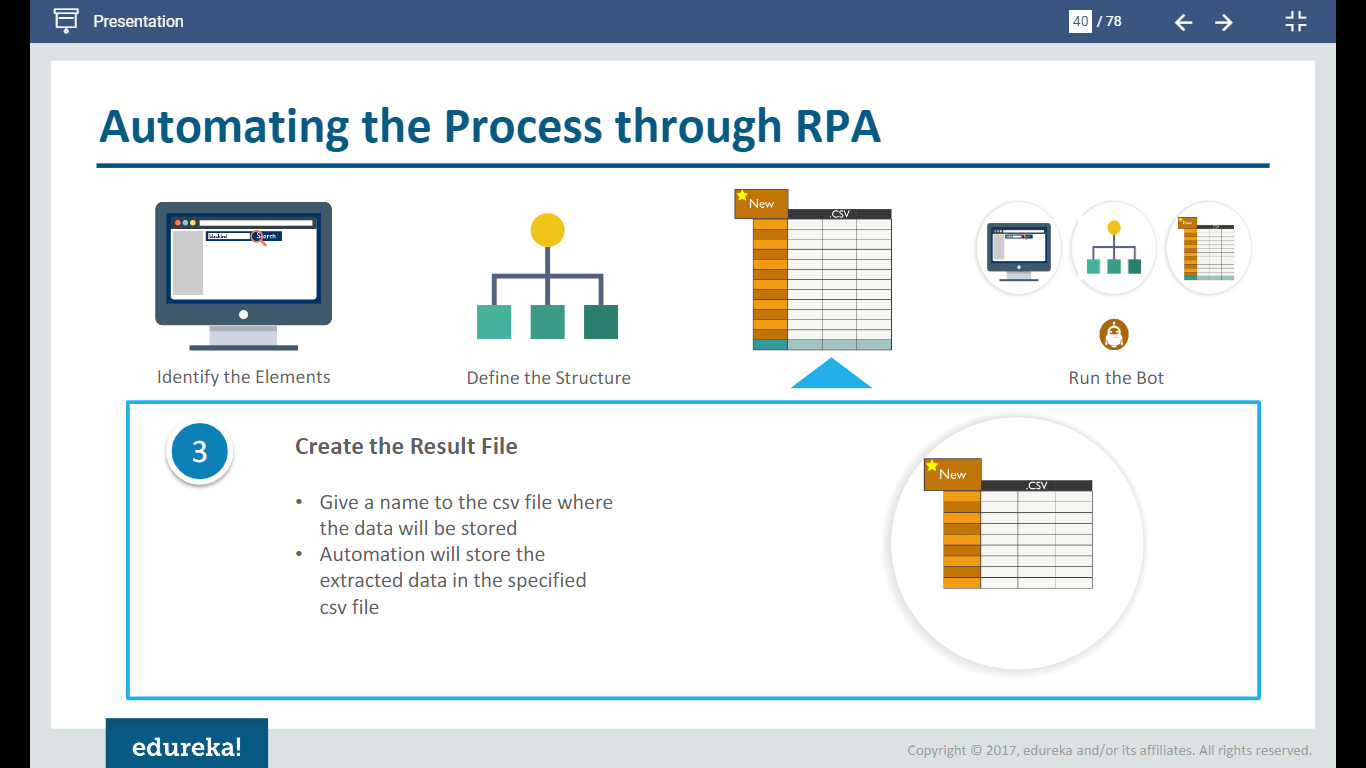 Presentation
40 / 78
Automating the Process through RPA
Search
New
.CSV
Identify the Elements
Define the Structure
Run the Bot
3
Create the Result File
• Give a name to the csv file where
the data will be stored
• Automation will store the
extracted data in the specified
csv file
New
.CSV
edureka!
Copyright © 2017, edureka and/or its affiliates. All rights reserved.